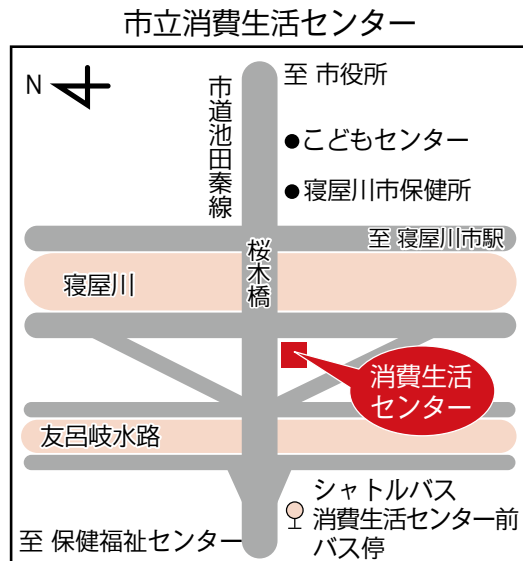 市立消費生活センター
N
市道池田秦線
至 市役所
●こどもセンター
●寝屋川市保健所
至 寝屋川市駅
桜木橋
寝屋川
消費生活
センター
友呂岐水路
シャトルバス
消費生活センター前
バス停
至 保健福祉センター